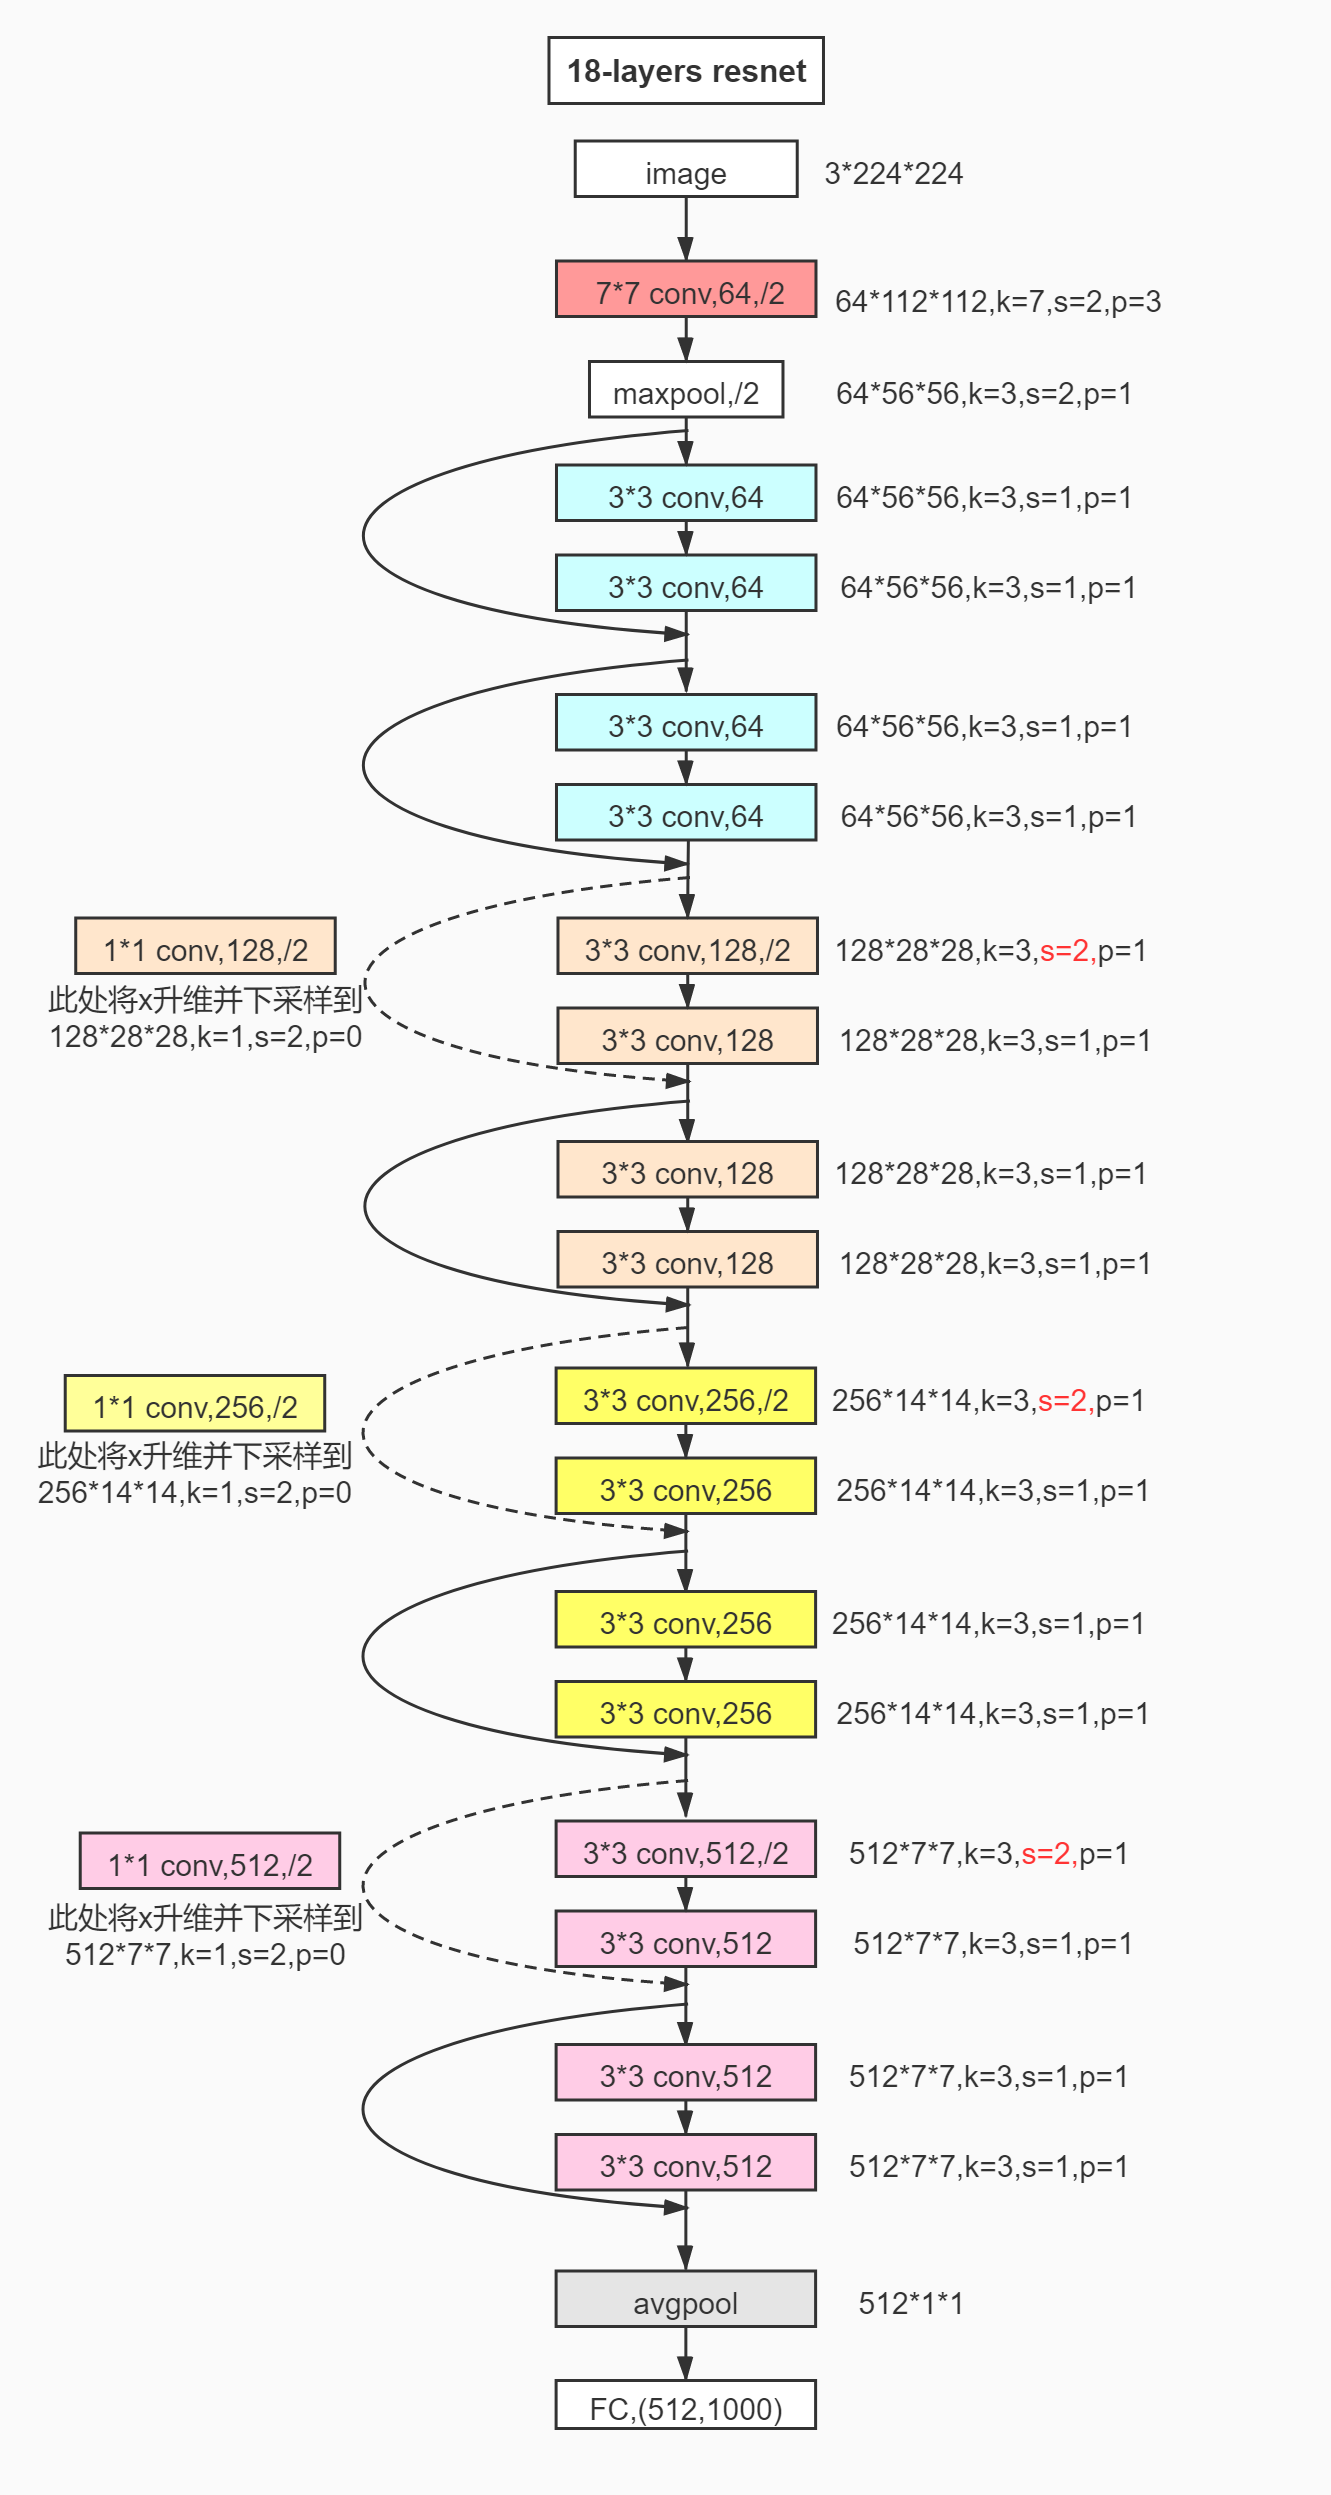 18-layers resnet
image
3*224*224
7*7 conv,64,/2
64*112*112,k=7,s=2,p=3
maxpool,/2
64*56*56,k=3,s=2,p=1
3*3 conv,64
64*56*56,k=3,s=1,p=1
3*3 conv,64
64*56*56,k=3,s=1,p=1
3*3 conv,64
64*56*56,k=3,s=1,p=1
3*3 conv,64
64*56*56,k=3,s=1,p=1
1*1 conv,128,/2
此处将x升维并下采样到
128*28*28,k=1,s=2,p=0
3*3 conv,128,/2
128*28*28,k=3,s=2,p=1
3*3 conv,128
128*28*28,k=3,s=1,p=1
3*3 conv,128
128*28*28,k=3,s=1,p=1
3*3 conv,128
128*28*28,k=3,s=1,p=1
1*1 conv,256,/2
此处将x升维并下采样到
256*14*14,k=1,s=2,p=0
3*3 conv,256,/2
256*14*14,k=3,s=2,p=1
3*3 conv,256
256*14*14,k=3,s=1,p=1
3*3 conv,256
256*14*14,k=3,s=1,p=1
3*3 conv,256
256*14*14,k=3,s=1,p=1
1*1 conv,512,/2
此处将x升维并下采样到
512*7*7,k=1,s=2,p=0
3*3 conv,512,/2
512*7*7,k=3,s=2,p=1
3*3 conv,512
512*7*7,k=3,s=1,p=1
3*3 conv,512
512*7*7,k=3,s=1,p=1
3*3 conv,512
512*7*7,k=3,s=1,p=1
avgpool
512*1*1
FC,(512,1000)